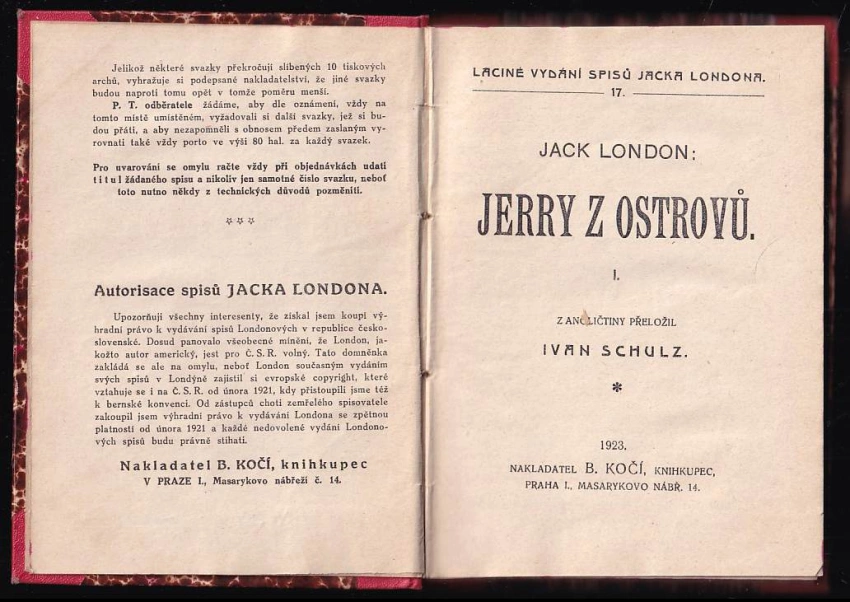 Jelikož některé svazky překročují slíbených 10 tiskových
archů, vyhražuje si podepsané nakladatelství, že jiné svazky
budou naproti tomu opět v tomže poměru menší.
P. T. odběratele žádáme, aby dle oznámení, vždy na
tomto místě umístěném, vyžadovali si další svazky, jež si bu-
dou přáti, a aby nezapomněli s obnosem předem zaslaným vy-
rovnati také vždy porto ve výši 80 hal. za každý svazek.
Pro uvarování se omylu račte vždy při objednávkách udati
titul žádaného spisu a nikoliv jen samotné číslo svazku, neboť
toto nutno někdy z technických důvodů pozměniti.
Autorisace spisů JACKA LONDONA.
Upozorňuji všechny interesenty, že získal jsem koupí vý-
hradní právo k vydávání spisů Londonových v republice česko-
slovenské. Dosud panovalo všeobecné mínění, že London, ja-
kožto autor americký, jest pro Č. S. R. volný. Tato domněnka
zakládá se ale na omylu, neboť London současným vydáním
svých spisů v Londýně zajistil si evropské copyright, které
vztahuje se i na Č. S. R. od února 1921, kdy přistoupili jsme též
k bernské konvenci. Od zástupců choti zemřelého spisovatele
zakoupil jsem výhradní právo k vydávání Londona se zpětnou
platností od února 1921 a každé nedovolené vydání Londono-
vých spisů budu právně stíhati.
Nakladatel B. KOČÍ, knihkupec
V PRAZE I., Masarykovo nábřeží č. 14.
LACINÉ VYDÁNÍ SPISŮ JACKA LONDONA.
17.
JACK LONDON:
JERRY Z OSTROVŮ.
I.
Z ANGLIČTINY PŘELOŽIL
IVAN SCHULZ.
*
1923.
NAKLADATEL B. KOČÍ, KNIHKUPEC,
PRAHA I., MASARYKOVO NÁBŘ. 14.